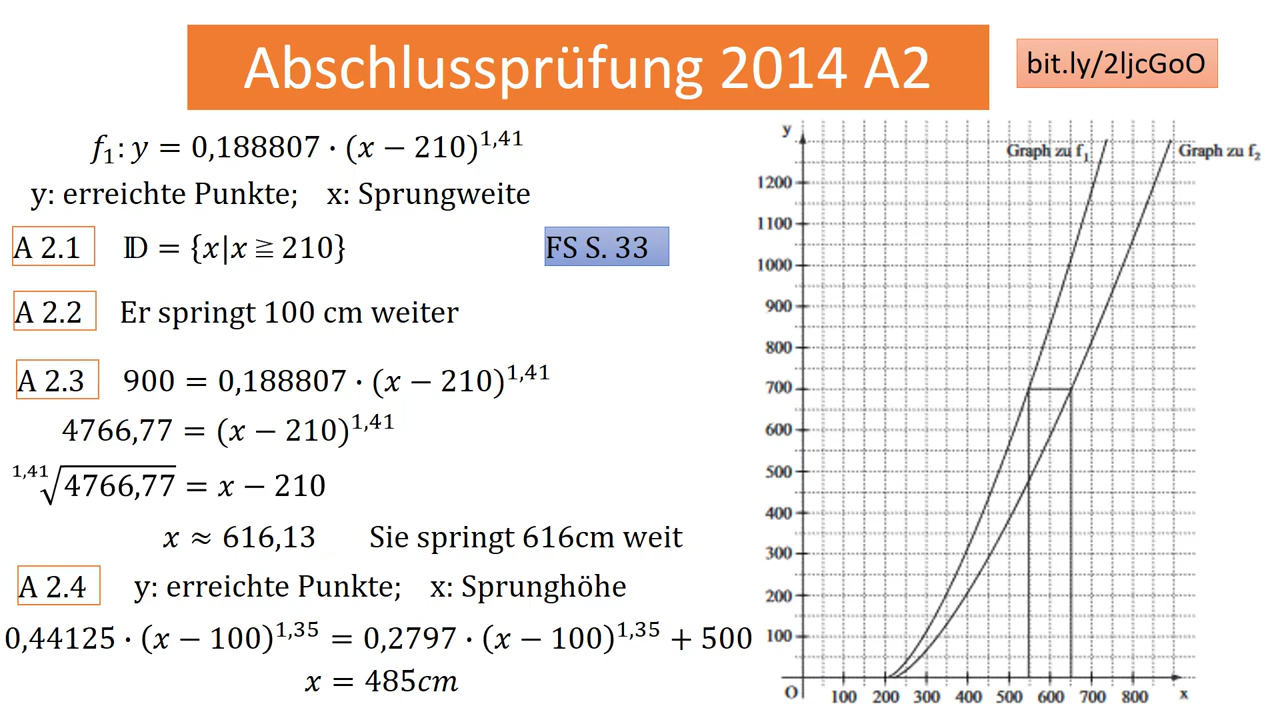 Abschlussprüfung 2014 A2
bit.ly/2ljcGoO
f₁: y = 0,188807 · (x − 210)^1,41
y: erreichte Punkte; x: Sprungweite
A 2.1 𝔻 = {x|x ≧ 210}
FS S. 33
A 2.2 Er springt 100 cm weiter
A 2.3 900 = 0,188807 · (x − 210)^1,41
4766,77 = (x − 210)^1,41
^1,41√4766,77 = x − 210
x ≈ 616,13 Sie springt 616cm weit
A 2.4 y: erreichte Punkte; x: Sprunghöhe
0,44125 · (x − 100)^1,35 = 0,2797 · (x − 100)^1,35 + 500
x = 485cm
y
Graph zu f₁
Graph zu f₂
1200
1100
1000
900
800
700
600
500
400
300
200
100
O 100 200 300 400 500 600 700 800 x